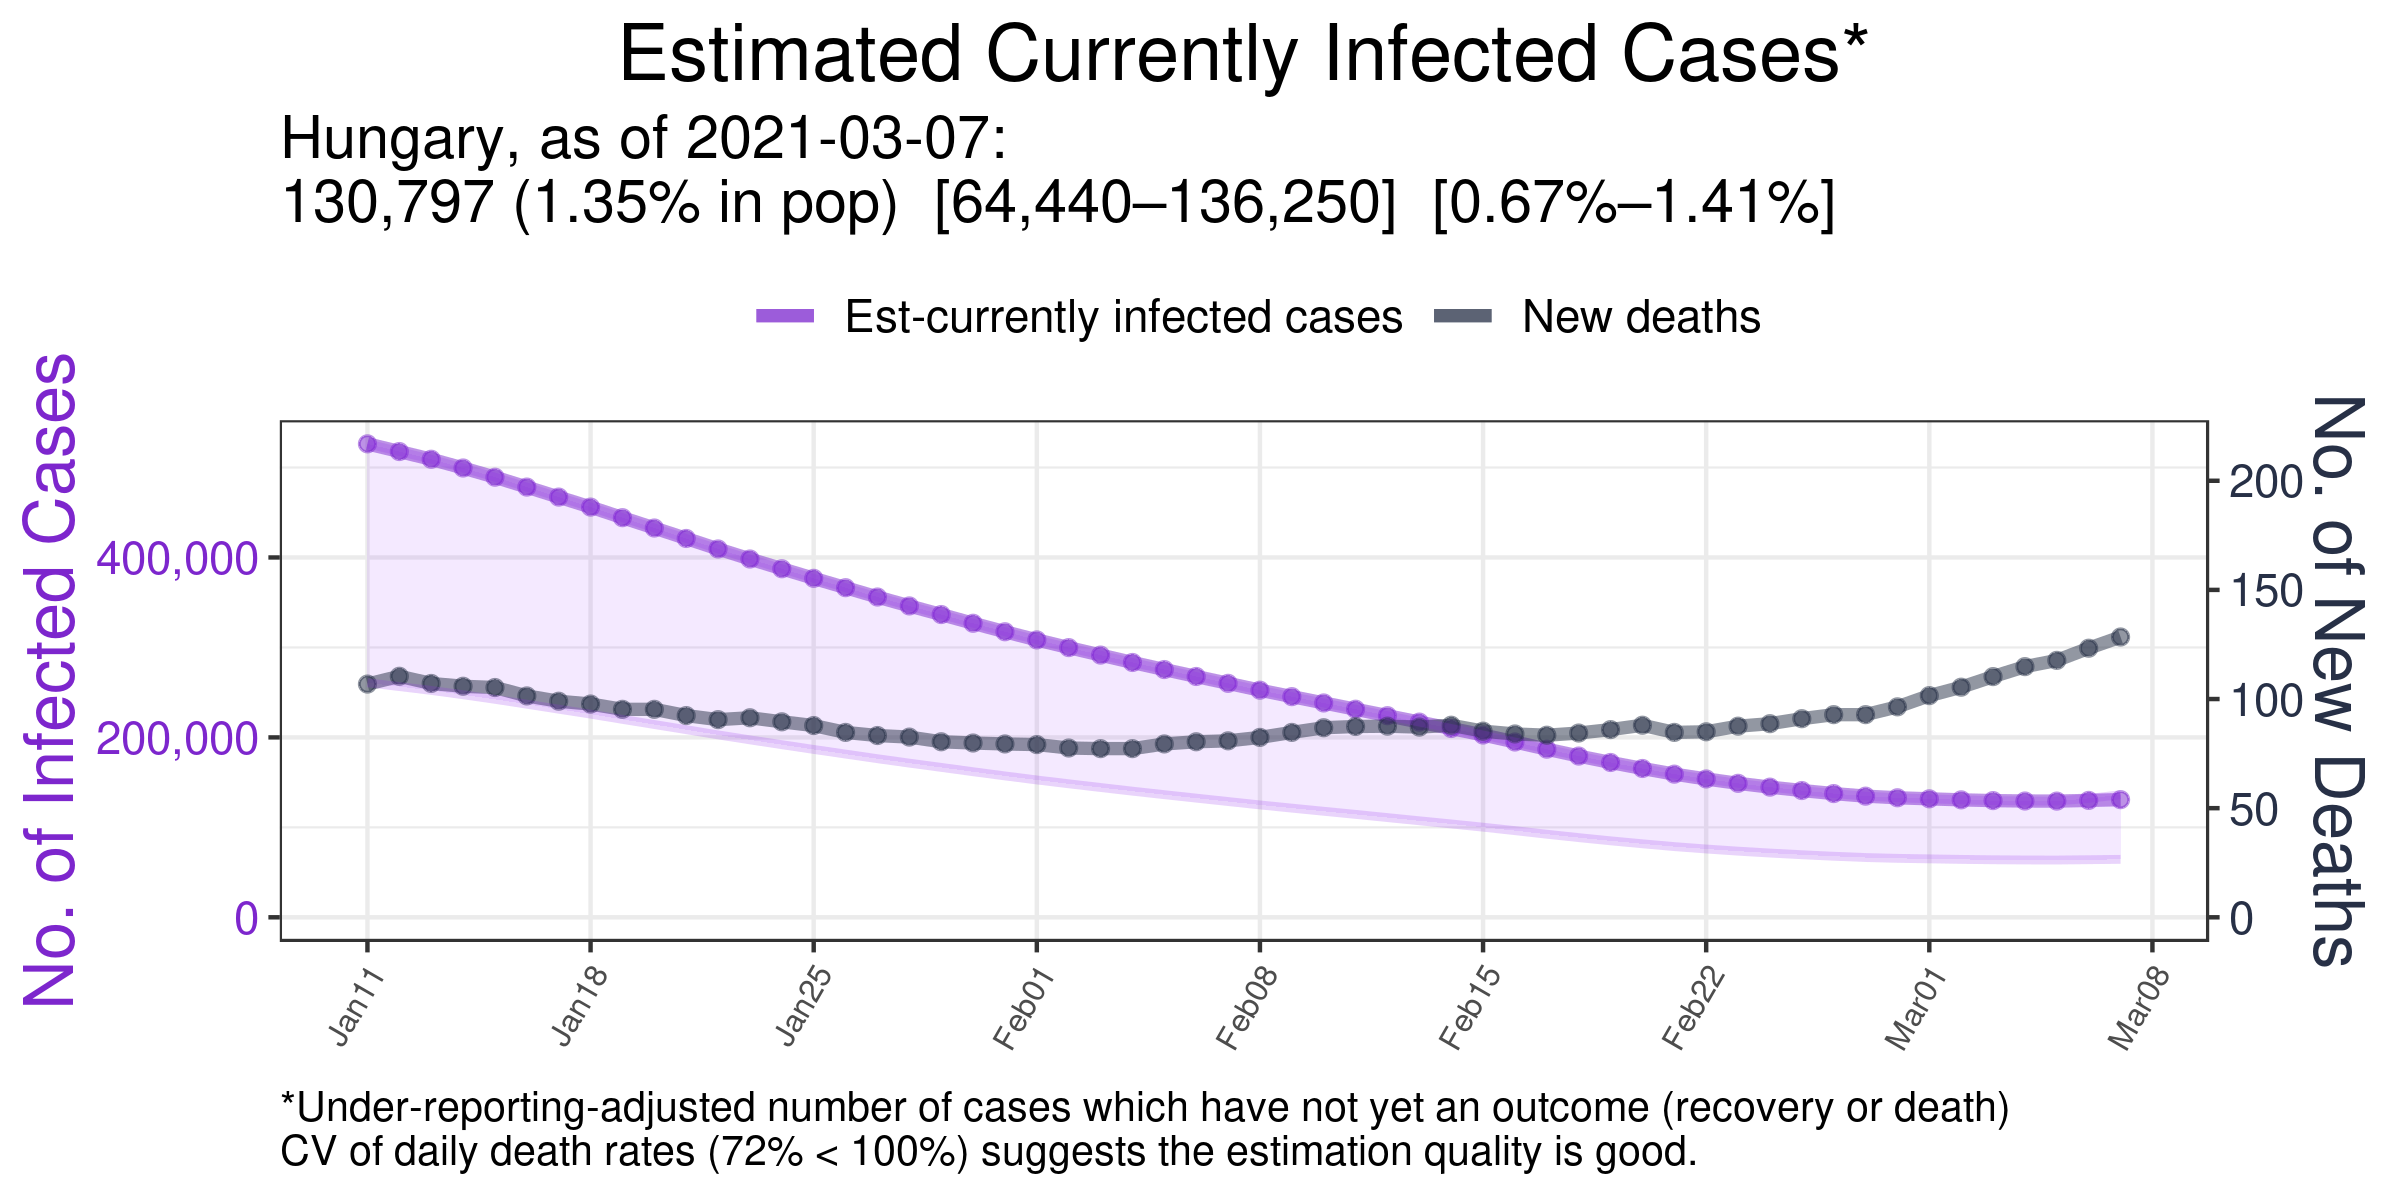 Estimated Currently Infected Cases*
Hungary, as of 2021-03-07:
130,797 (1.35% in pop) [64,440–136,250] [0.67%–1.41%]
Est-currently infected cases New deaths
No. of Infected Cases
400,000
200,000
0
No. of New Deaths
200
150
100
50
0
Jan11 Jan18 Jan25 Feb01 Feb08 Feb15 Feb22 Mar01 Mar08
*Under-reporting-adjusted number of cases which have not yet an outcome (recovery or death)
CV of daily death rates (72% < 100%) suggests the estimation quality is good.